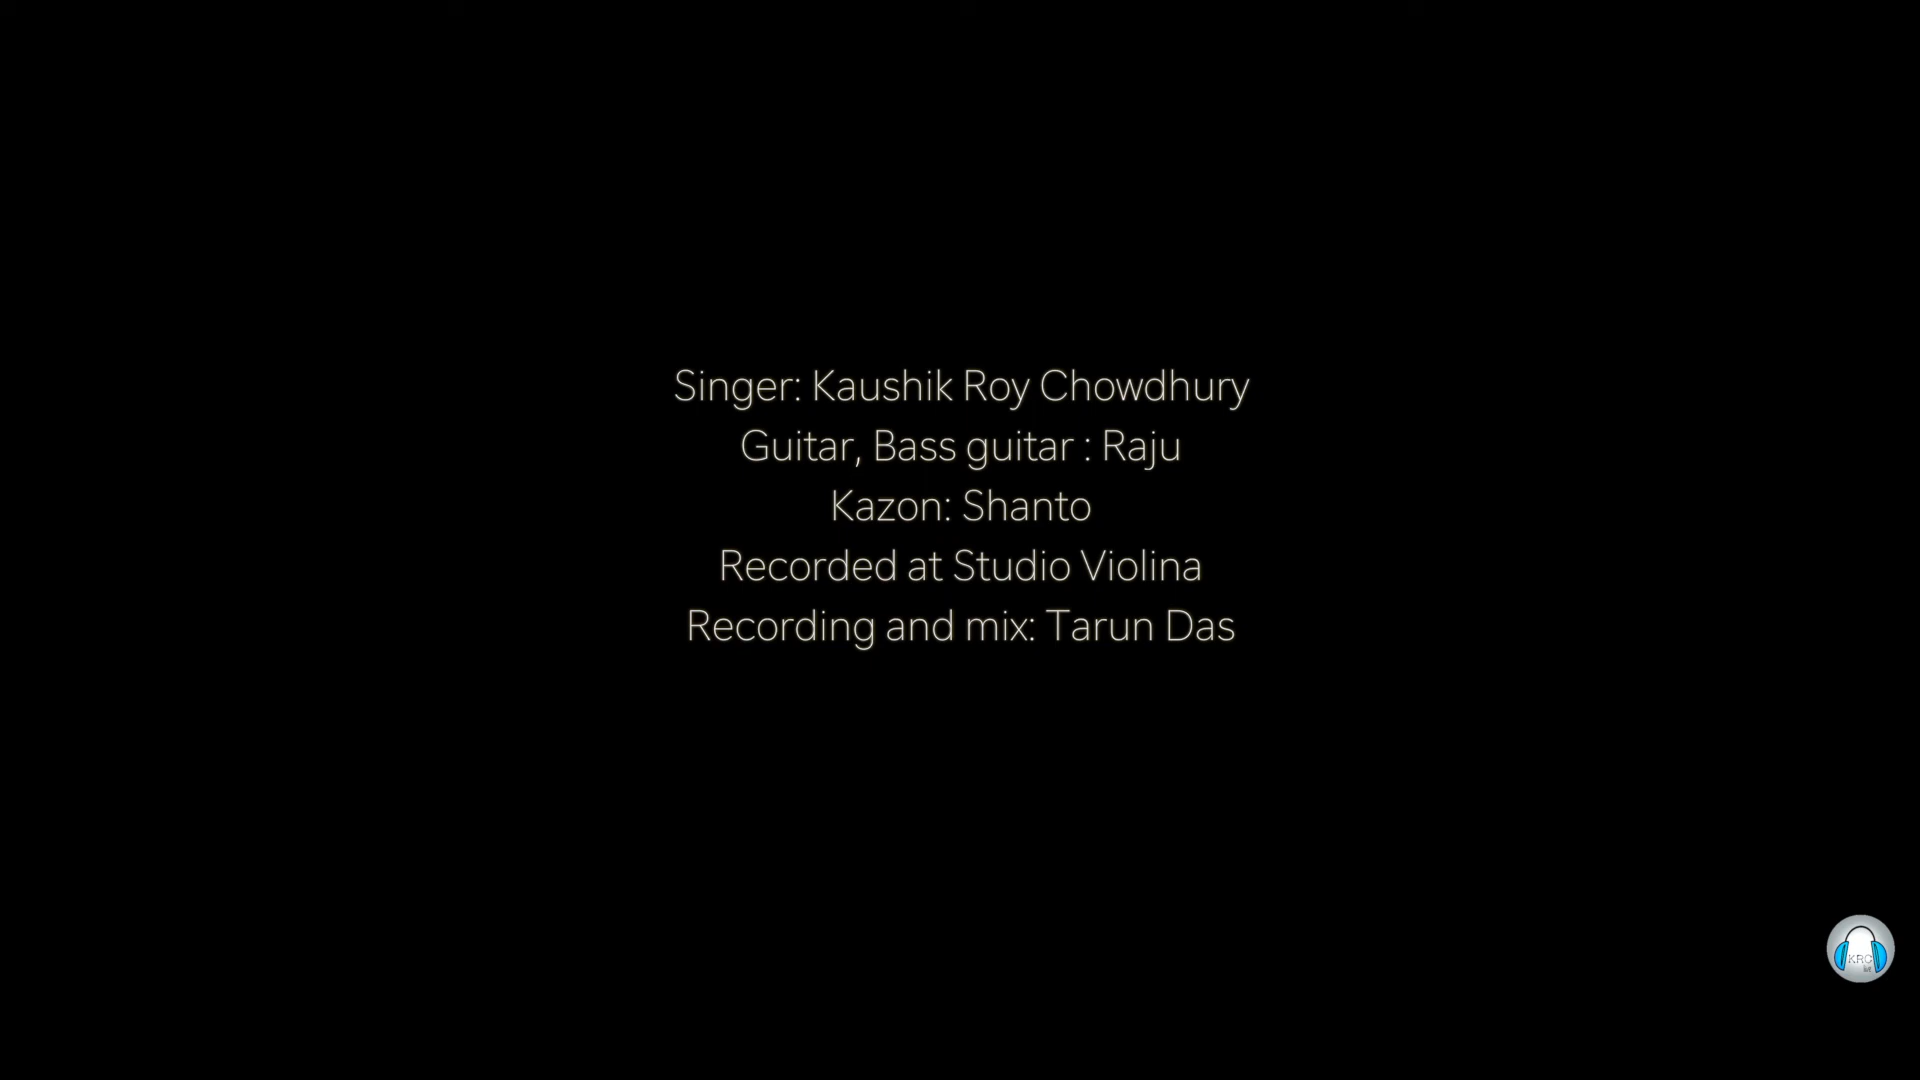 Singer: Kaushik Roy Chowdhury
Guitar, Bass guitar : Raju
Kazon: Shanto
Recorded at Studio Violina
Recording and mix: Tarun Das
KRC
M